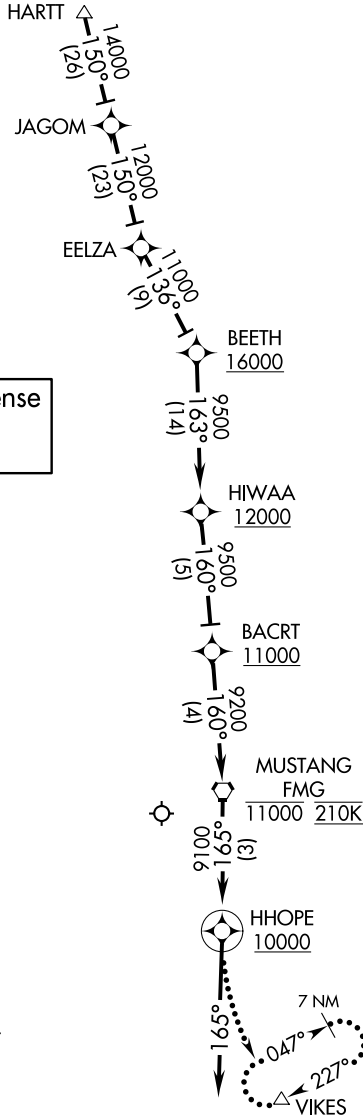 HARTT
14000
150°
(26)
JAGOM
12000
150°
(23)
EELZA
11000
136°
(9)
BEETH
16000
9500
163°
(14)
ense
HIWAA
12000
9500
160°
(5)
BACRT
11000
9200
160°
(4)
MUSTANG
FMG
11000 210K
165°
(3)
9100
HHOPE
10000
165°
7 NM
047°
227°
VIKES